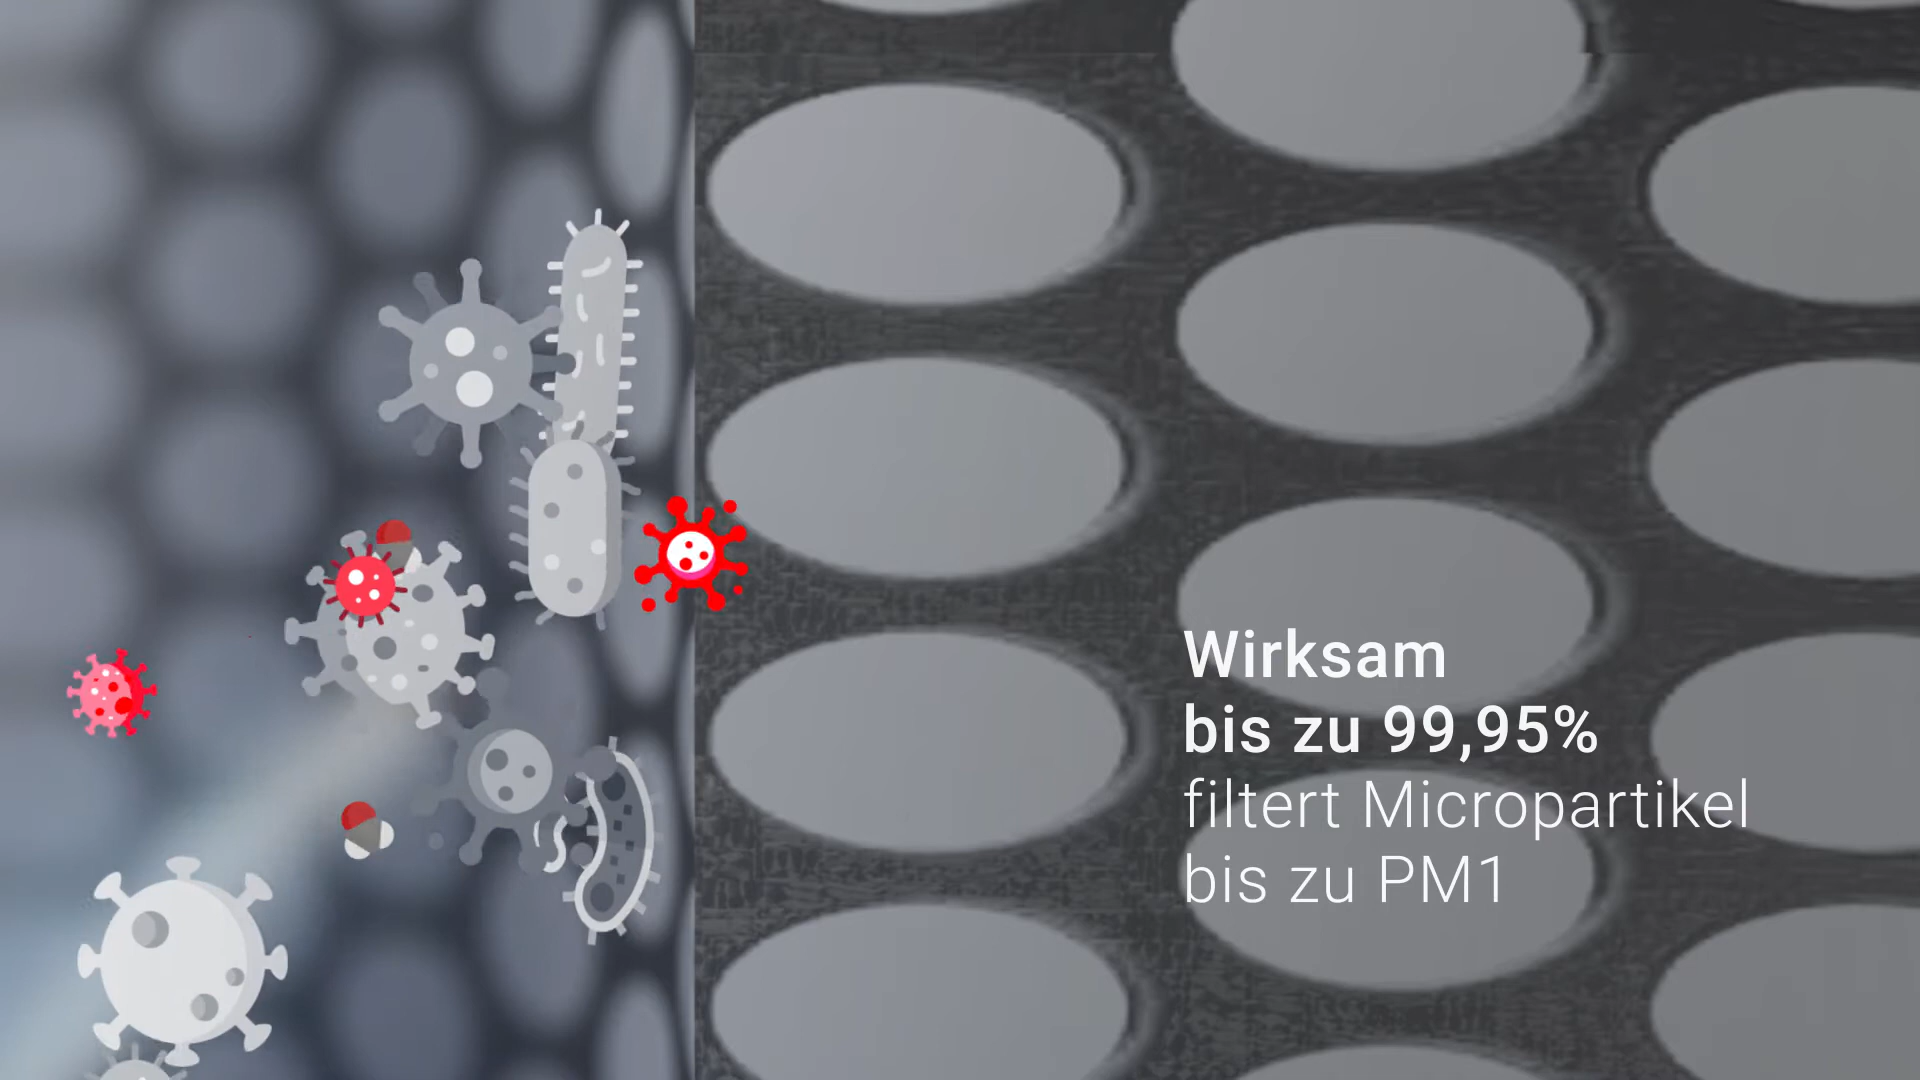 Wirksam
bis zu 99,95%
filtert Micropartikel
bis zu PM1